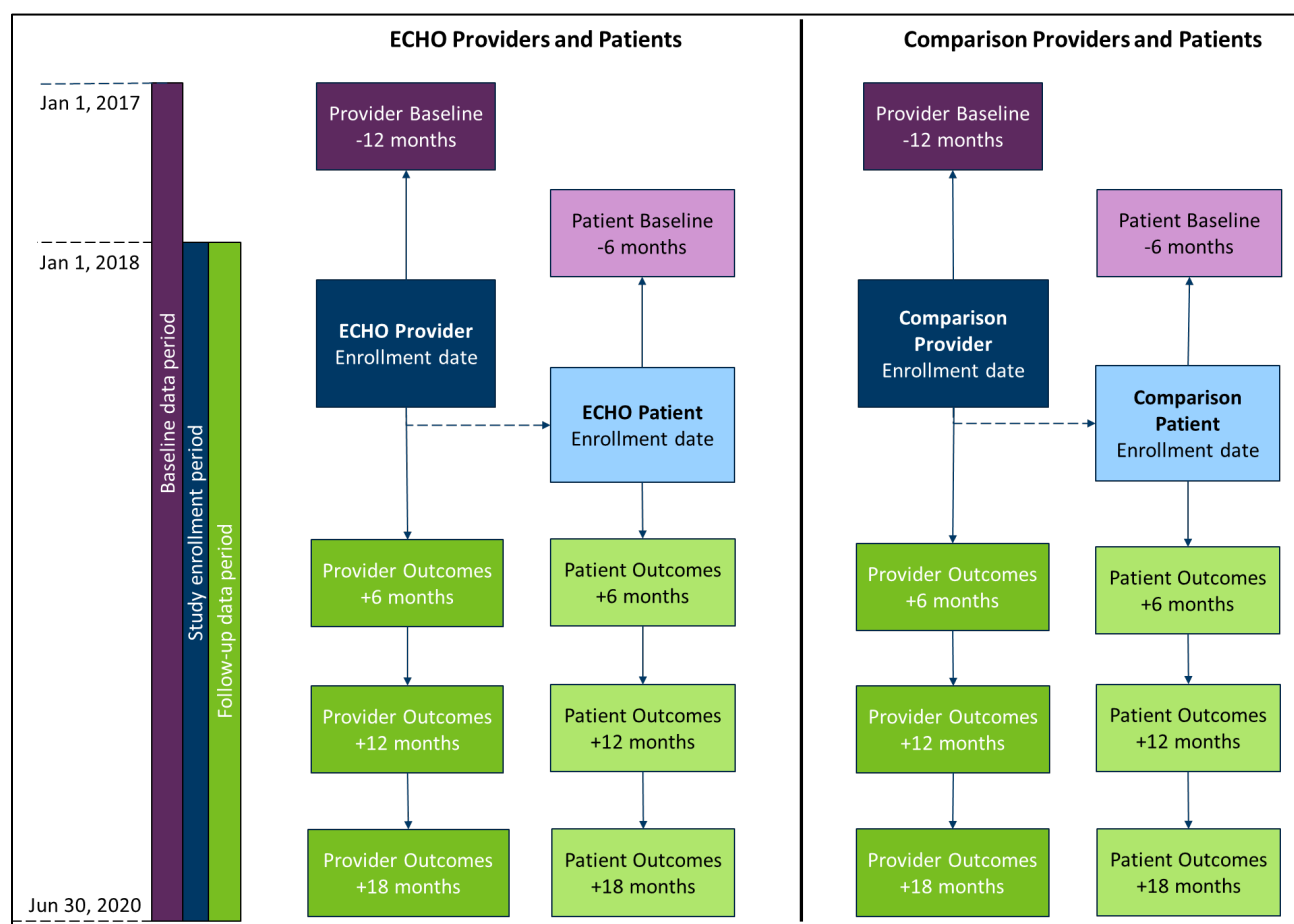 ECHO Providers and Patients
Comparison Providers and Patients
Jan 1, 2017
Jan 1, 2018
Jun 30, 2020
Baseline data period
Study enrollment period
Follow-up data period
Provider Baseline
-12 months
Patient Baseline
-6 months
ECHO Provider
Enrollment date
ECHO Patient
Enrollment date
Provider Outcomes
+6 months
Patient Outcomes
+6 months
Provider Outcomes
+12 months
Patient Outcomes
+12 months
Provider Outcomes
+18 months
Patient Outcomes
+18 months
Provider Baseline
-12 months
Patient Baseline
-6 months
Comparison
Provider
Enrollment date
Comparison
Patient
Enrollment date
Provider Outcomes
+6 months
Patient Outcomes
+6 months
Provider Outcomes
+12 months
Patient Outcomes
+12 months
Provider Outcomes
+18 months
Patient Outcomes
+18 months